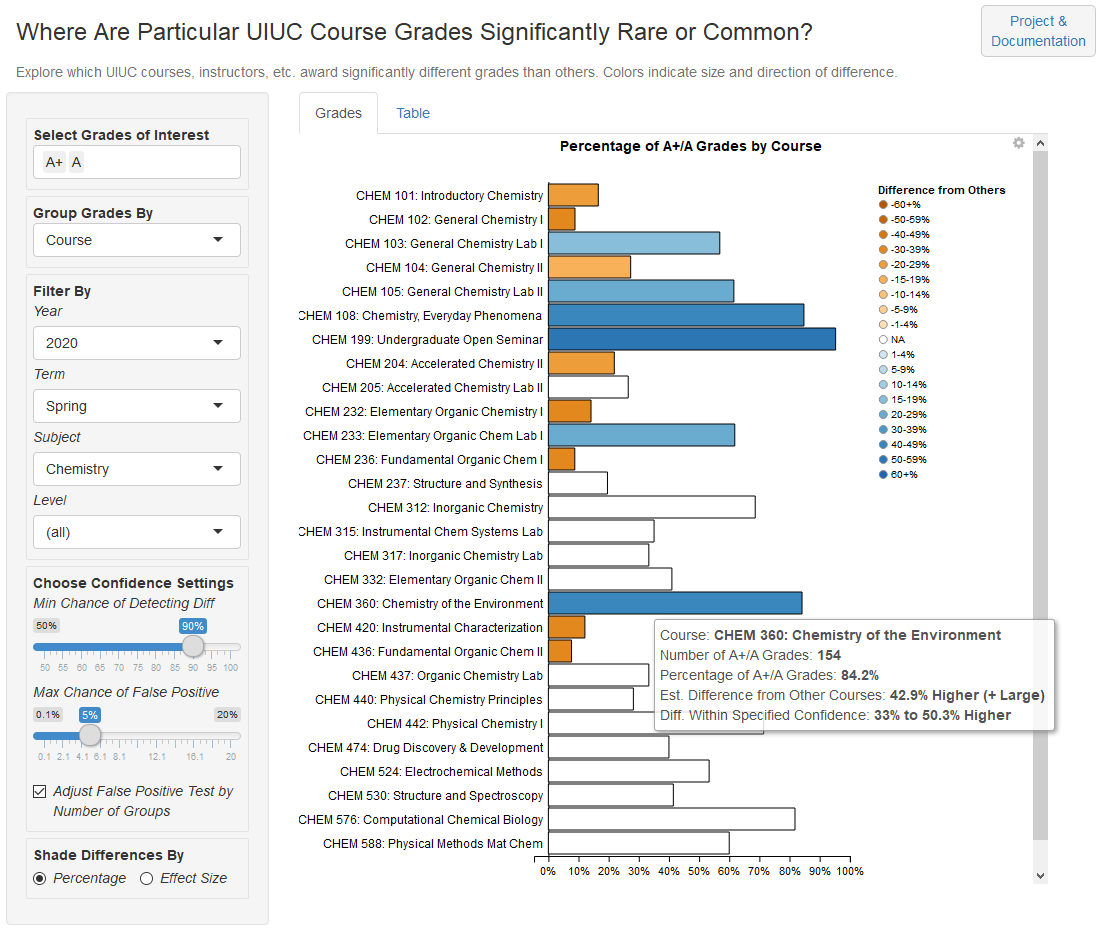 Where Are Particular UIUC Course Grades Significantly Rare or Common?
Project &
Documentation
Explore which UIUC courses, instructors, etc. award significantly different grades than others. Colors indicate size and direction of difference.
Select Grades of Interest
A+ A
Group Grades By
Course
Filter By
Year
2020
Term
Spring
Subject
Chemistry
Level
(all)
Choose Confidence Settings
Min Chance of Detecting Diff
50% 90%
50 55 60 65 70 75 80 85 90 95 100
Max Chance of False Positive
0.1% 5% 20%
0.1 2.1 4.1 6.1 8.1 12.1 16.1 20
Adjust False Positive Test by
Number of Groups
Shade Differences By
Percentage Effect Size
Grades Table
Percentage of A+/A Grades by Course
CHEM 101: Introductory Chemistry
CHEM 102: General Chemistry I
CHEM 103: General Chemistry Lab I
CHEM 104: General Chemistry II
CHEM 105: General Chemistry Lab II
CHEM 108: Chemistry, Everyday Phenomena
CHEM 199: Undergraduate Open Seminar
CHEM 204: Accelerated Chemistry II
CHEM 205: Accelerated Chemistry Lab II
CHEM 232: Elementary Organic Chemistry I
CHEM 233: Elementary Organic Chem Lab I
CHEM 236: Fundamental Organic Chem I
CHEM 237: Structure and Synthesis
CHEM 312: Inorganic Chemistry
CHEM 315: Instrumental Chem Systems Lab
CHEM 317: Inorganic Chemistry Lab
CHEM 332: Elementary Organic Chem II
CHEM 360: Chemistry of the Environment
CHEM 420: Instrumental Characterization
CHEM 436: Fundamental Organic Chem II
CHEM 437: Organic Chemistry Lab
CHEM 440: Physical Chemistry Principles
CHEM 442: Physical Chemistry I
CHEM 474: Drug Discovery & Development
CHEM 524: Electrochemical Methods
CHEM 530: Structure and Spectroscopy
CHEM 576: Computational Chemical Biology
CHEM 588: Physical Methods Mat Chem
0% 10% 20% 30% 40% 50% 60% 70% 80% 90% 100%
Difference from Others
-60+%
-50-59%
-40-49%
-30-39%
-20-29%
-15-19%
-10-14%
-5-9%
-1-4%
NA
1-4%
5-9%
10-14%
15-19%
20-29%
30-39%
40-49%
50-59%
60+%
Course: CHEM 360: Chemistry of the Environment
Number of A+/A Grades: 154
Percentage of A+/A Grades: 84.2%
Est. Difference from Other Courses: 42.9% Higher (+ Large)
Diff. Within Specified Confidence: 33% to 50.3% Higher